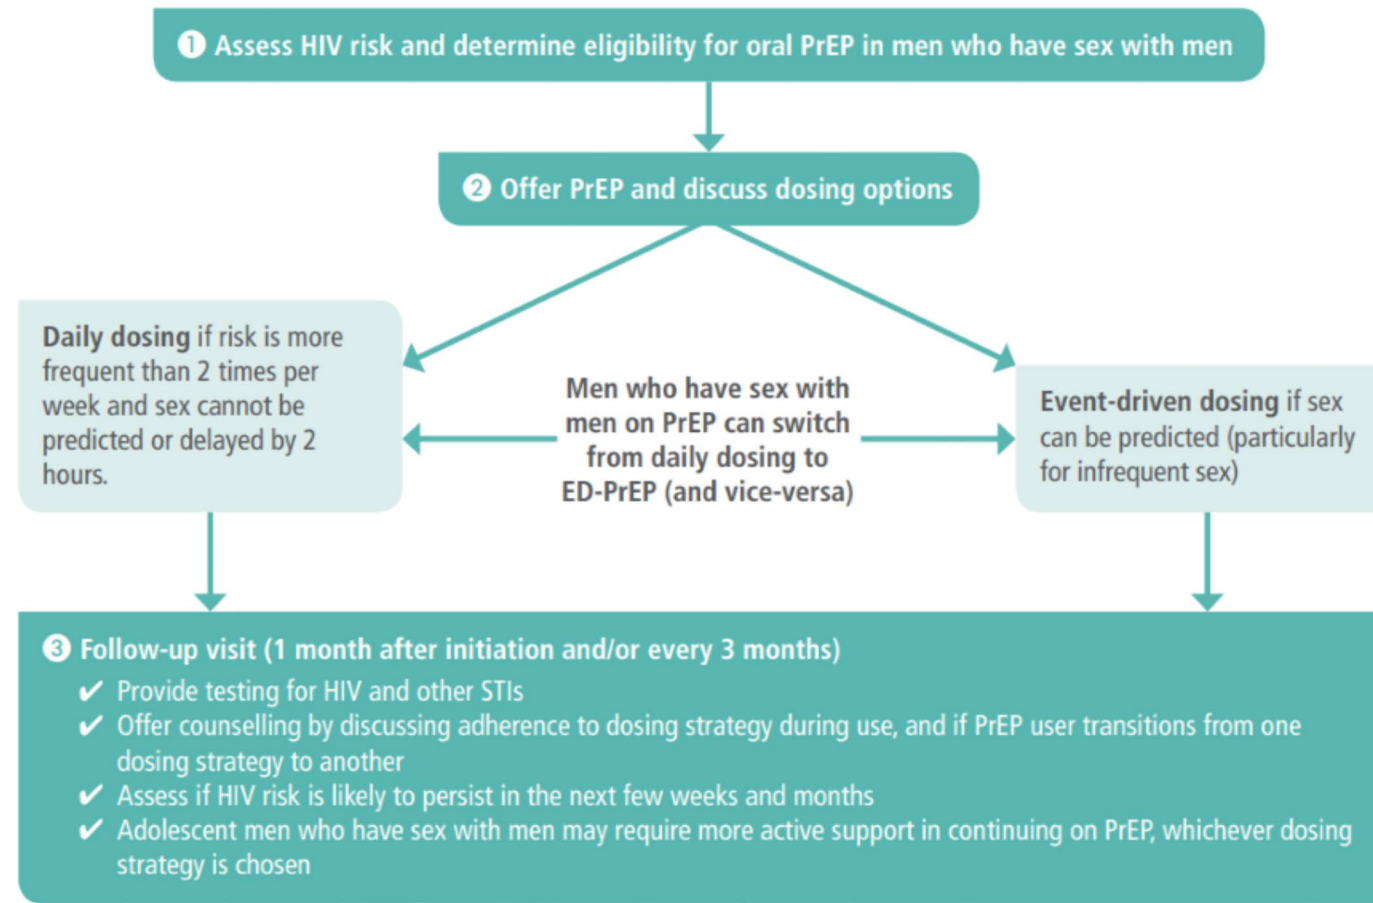 ❶ Assess HIV risk and determine eligibility for oral PrEP in men who have sex with men
❷ Offer PrEP and discuss dosing options
Daily dosing if risk is more
frequent than 2 times per
week and sex cannot be
predicted or delayed by 2
hours.
Men who have sex with
men on PrEP can switch
from daily dosing to
ED-PrEP (and vice-versa)
Event-driven dosing if sex
can be predicted (particularly
for infrequent sex)
❸ Follow-up visit (1 month after initiation and/or every 3 months)
✔ Provide testing for HIV and other STIs
✔ Offer counselling by discussing adherence to dosing strategy during use, and if PrEP user transitions from one
dosing strategy to another
✔ Assess if HIV risk is likely to persist in the next few weeks and months
✔ Adolescent men who have sex with men may require more active support in continuing on PrEP, whichever dosing
strategy is chosen